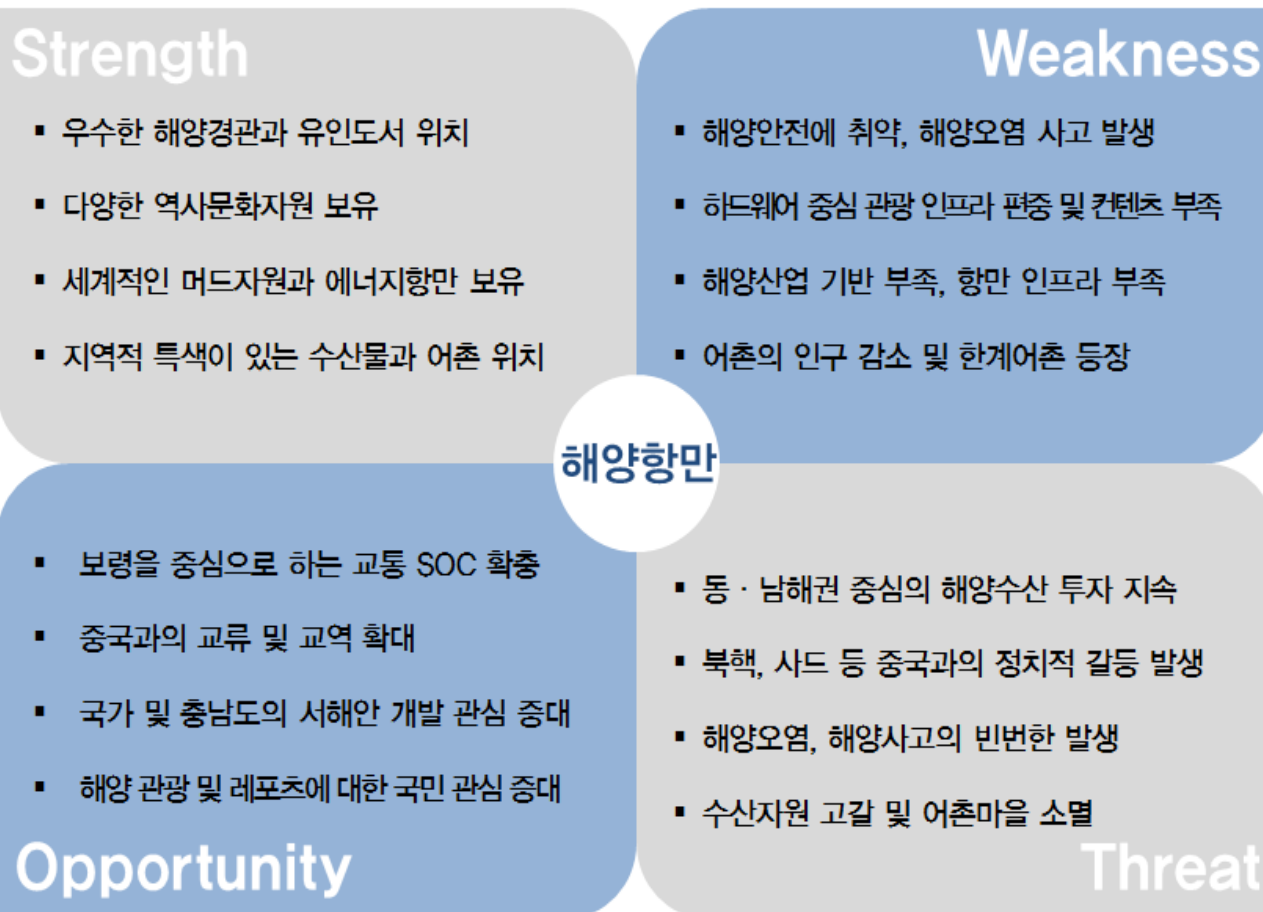 Strength
▪ 우수한 해양경관과 유인도서 위치
▪ 다양한 역사문화자원 보유
▪ 세계적인 머드자원과 에너지항만 보유
▪ 지역적 특색이 있는 수산물과 어촌 위치
Weakness
▪ 해양안전에 취약, 해양오염 사고 발생
▪ 하드웨어 중심 관광 인프라 편중 및 컨텐츠 부족
▪ 해양산업 기반 부족, 항만 인프라 부족
▪ 어촌의 인구 감소 및 한계어촌 등장
해양항만
▪ 보령을 중심으로 하는 교통 SOC 확충
▪ 중국과의 교류 및 교역 확대
▪ 국가 및 충남도의 서해안 개발 관심 증대
▪ 해양 관광 및 레포츠에 대한 국민 관심 증대
Opportunity
▪ 동 · 남해권 중심의 해양수산 투자 지속
▪ 북핵, 사드 등 중국과의 정치적 갈등 발생
▪ 해양오염, 해양사고의 빈번한 발생
▪ 수산자원 고갈 및 어촌마을 소멸
Threat